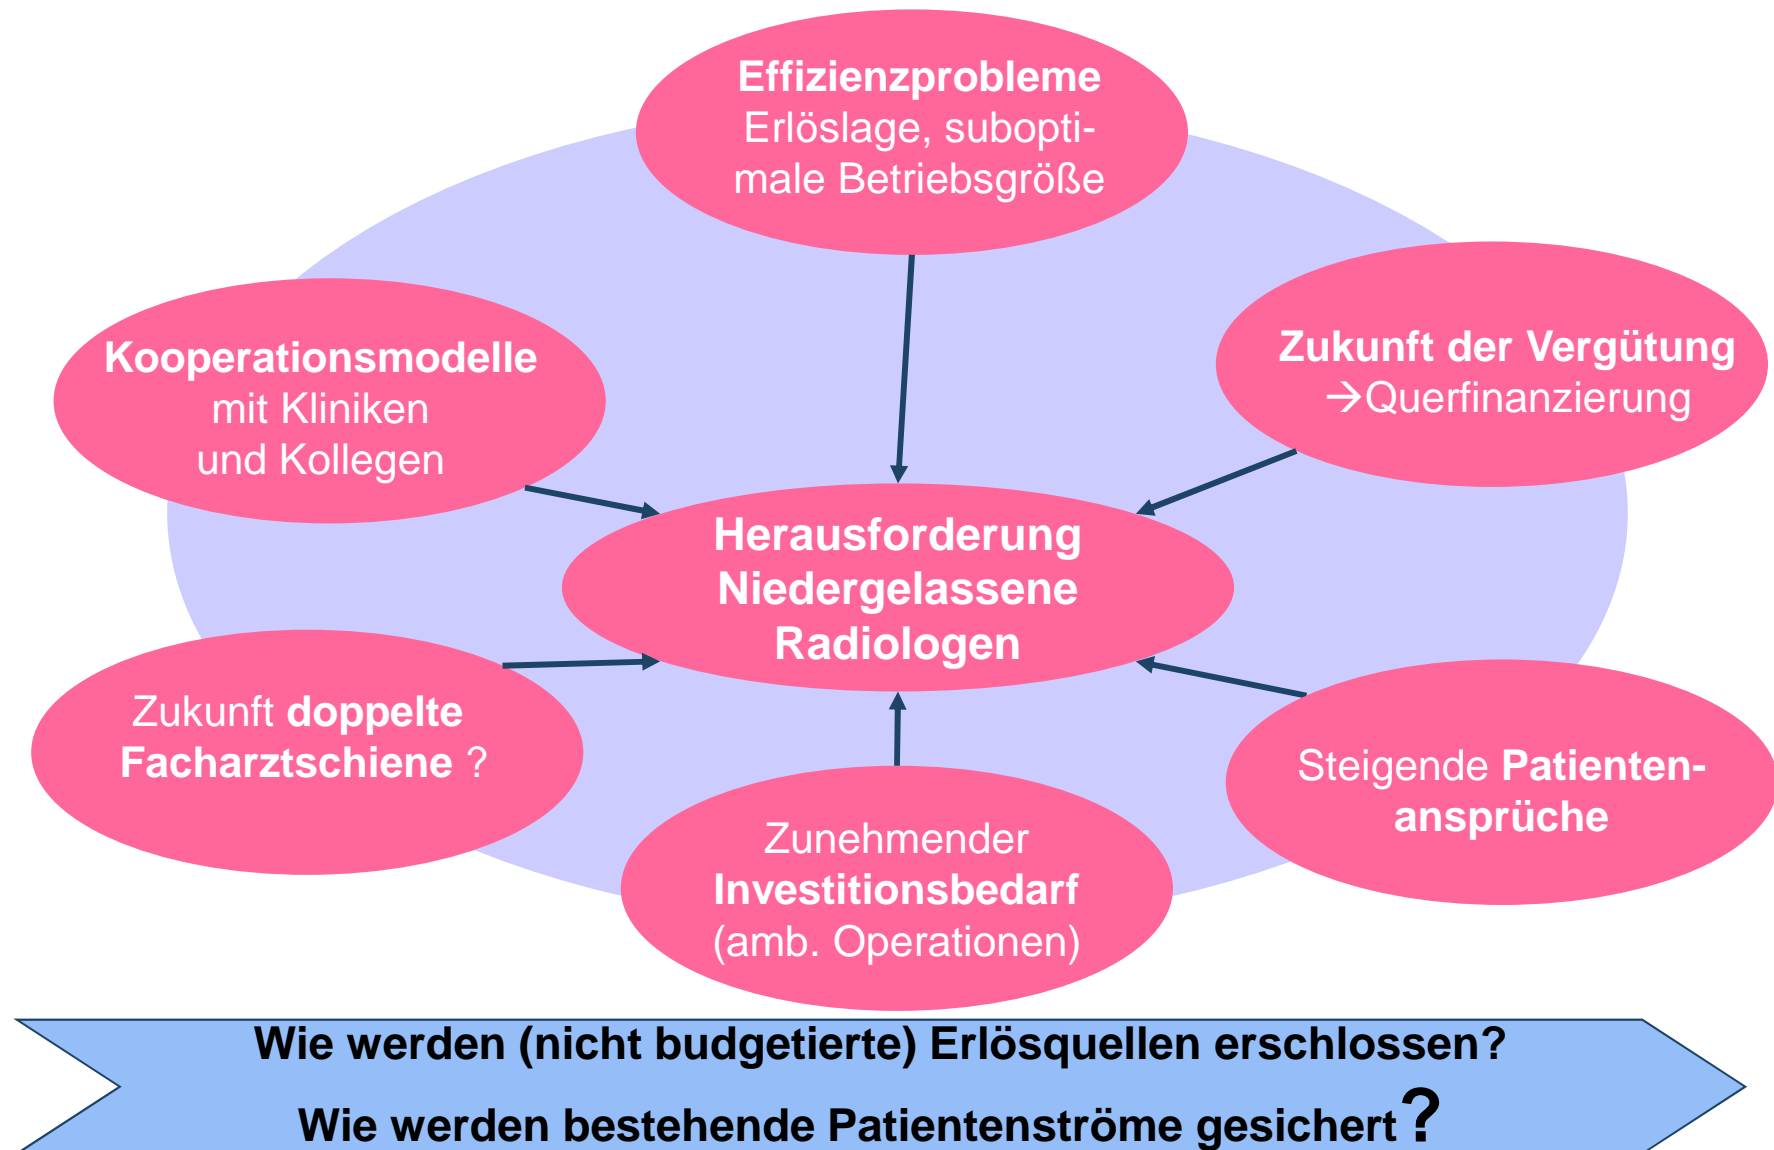 Effizienzprobleme
Erlöslage, subopti-
male Betriebsgröße
Kooperationsmodelle
mit Kliniken
und Kollegen
Zukunft der Vergütung
→Querfinanzierung
Herausforderung
Niedergelassene
Radiologen
Zukunft doppelte
Facharztschiene ?
Steigende Patienten-
ansprüche
Zunehmender
Investitionsbedarf
(amb. Operationen)
Wie werden (nicht budgetierte) Erlösquellen erschlossen?
Wie werden bestehende Patientenströme gesichert?